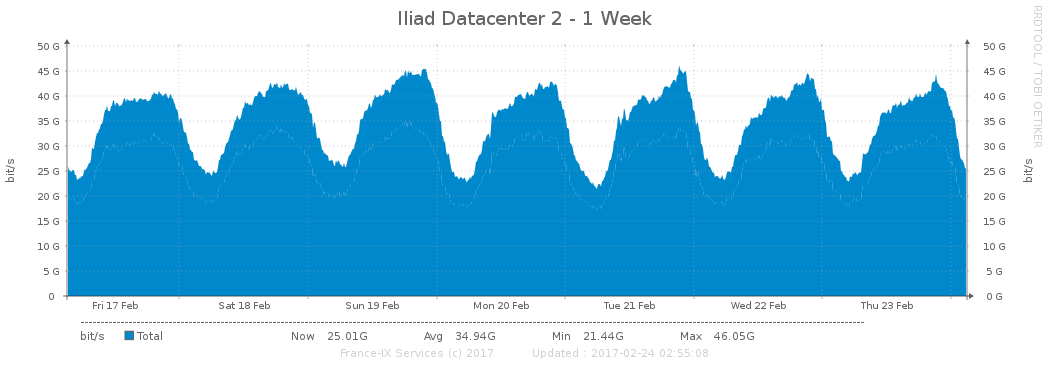 Iliad Datacenter 2 - 1 Week
RRDTOOL / TOBI OETIKER
bit/s
50 G
45 G
40 G
35 G
30 G
25 G
20 G
15 G
10 G
5 G
0
50 G
45 G
40 G
35 G
30 G
25 G
20 G
15 G
10 G
5 G
0 G
bit/s
Fri 17 Feb Sat 18 Feb Sun 19 Feb Mon 20 Feb Tue 21 Feb Wed 22 Feb Thu 23 Feb
bit/s Total Now 25.01G Avg 34.94G Min 21.44G Max 46.05G
France-IX Services (c) 2017 Updated : 2017-02-24 02:55:08